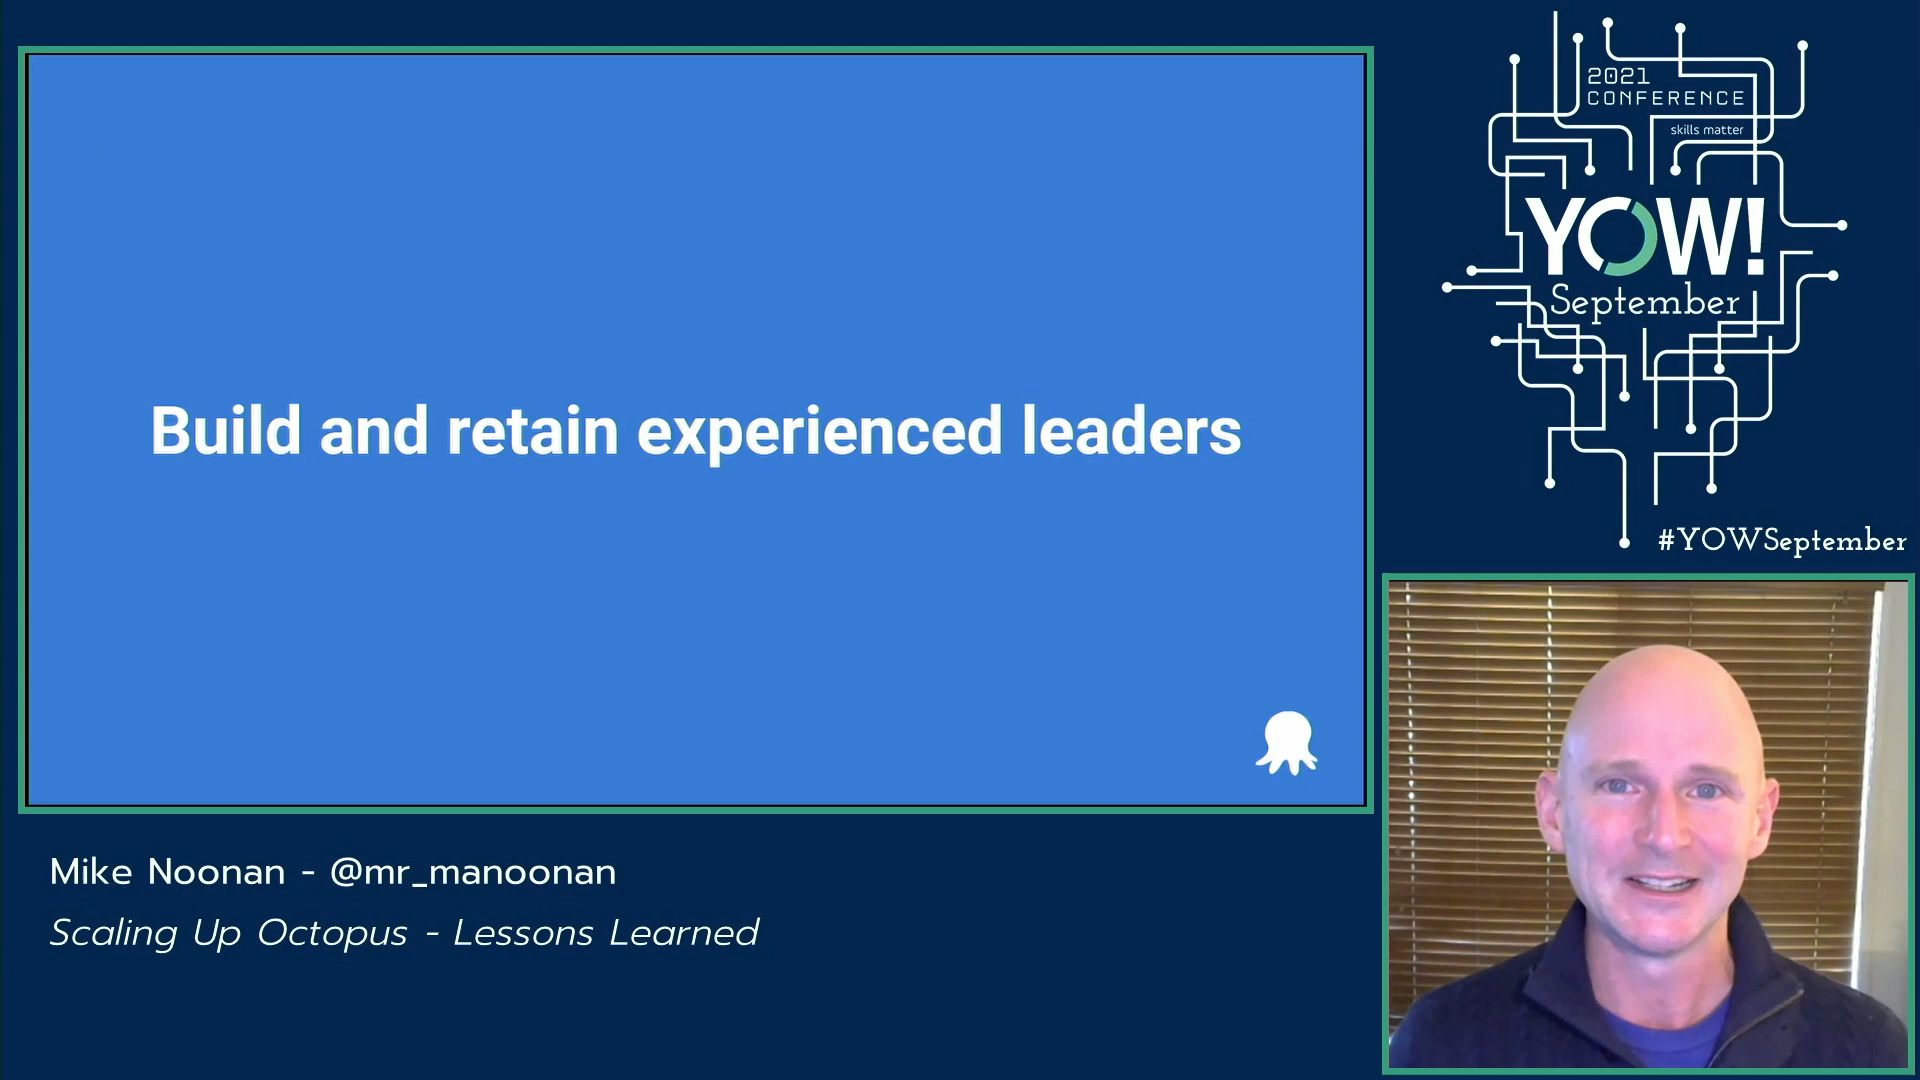 Build and retain experienced leaders
2021
CONFERENCE
skills matter
YOW!
September
#YOWSeptember
Mike Noonan - @mr_manoonan
Scaling Up Octopus - Lessons Learned